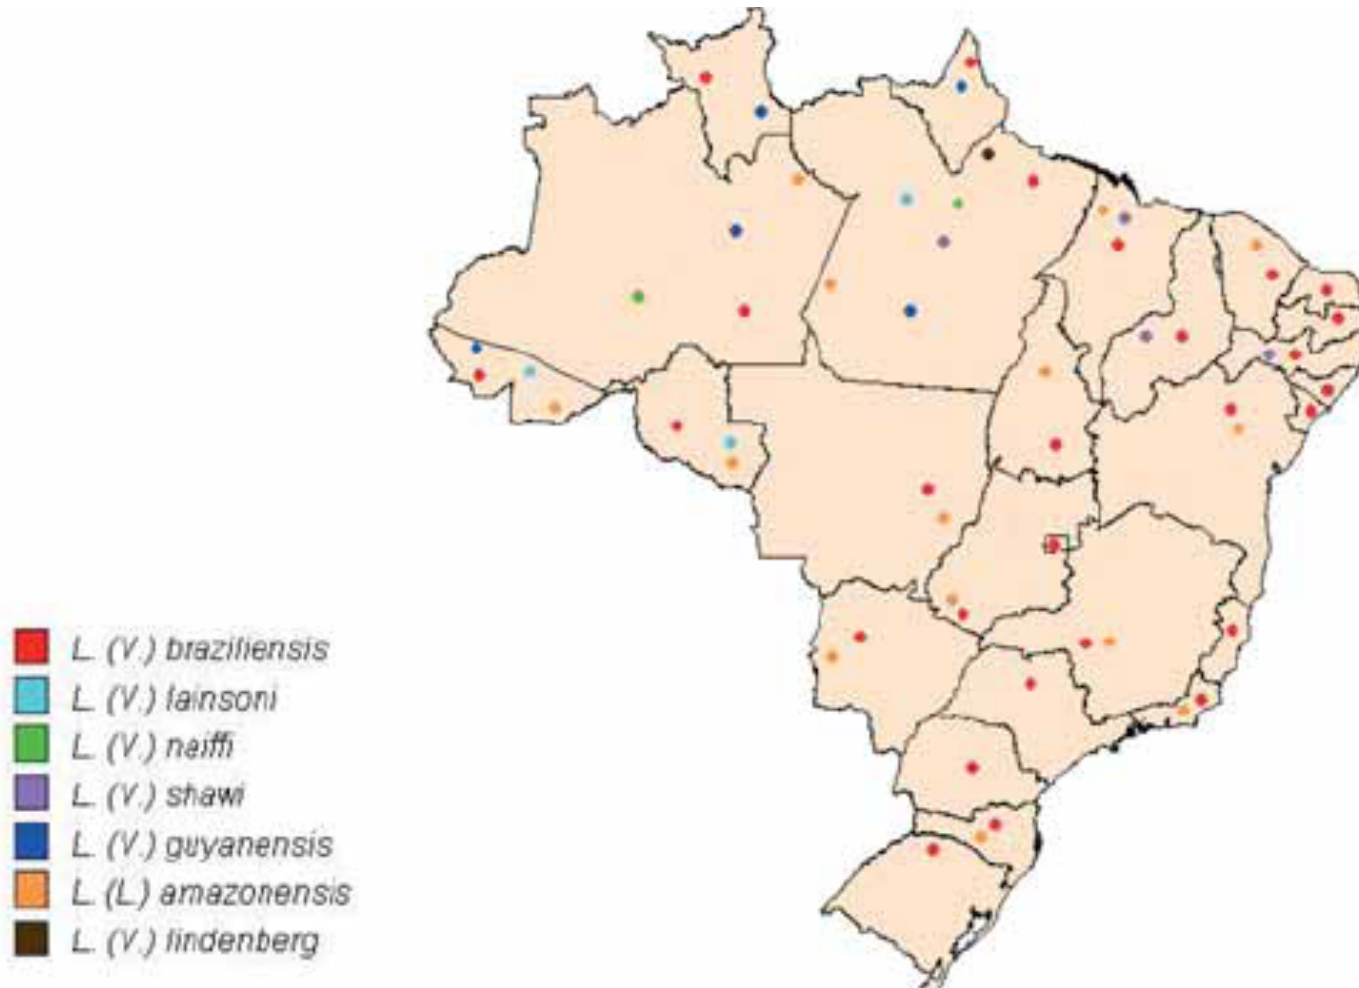 L. (V.) braziliensis
L. (V.) lainsoni
L. (V.) naiffi
L. (V.) shawi
L. (V.) guyanensis
L. (L) amazonensis
L. (V.) lindenberg